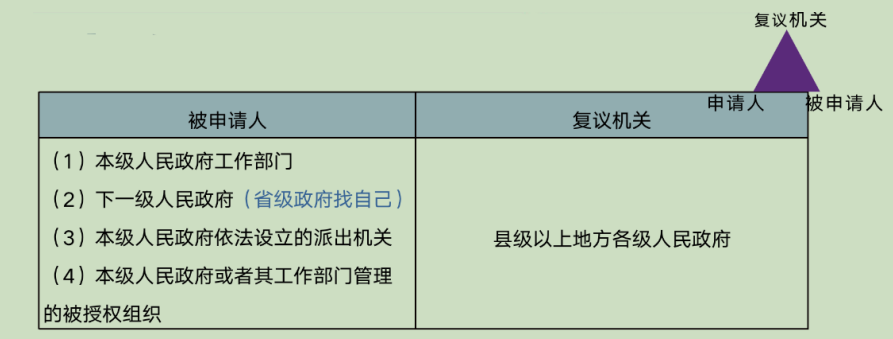 复议机关
申请人 被申请人
被申请人 复议机关
（1）本级人民政府工作部门
（2）下一级人民政府（省级政府找自己）
（3）本级人民政府依法设立的派出机关
县级以上地方各级人民政府
（4）本级人民政府或者其工作部门管理
的被授权组织